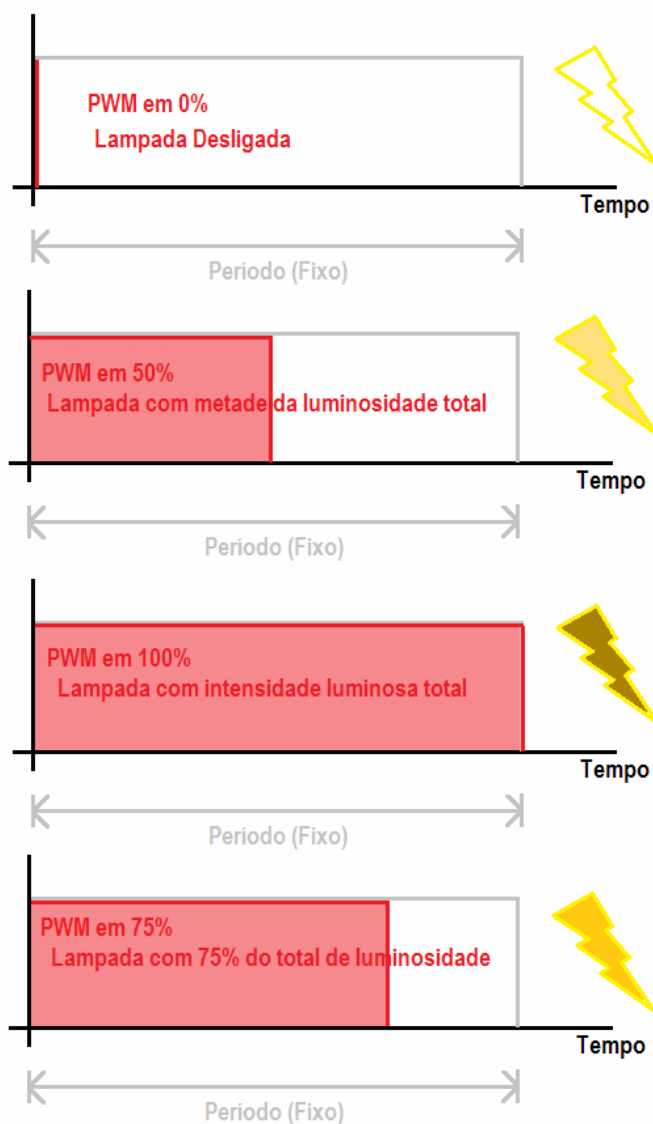 PWM em 0%
Lampada Desligada
Tempo
Período (Fixo)
PWM em 50%
Lampada com metade da luminosidade total
Tempo
Período (Fixo)
PWM em 100%
Lampada com intensidade luminosa total
Tempo
Período (Fixo)
PWM em 75%
Lampada com 75% do total de luminosidade
Tempo
Período (Fixo)